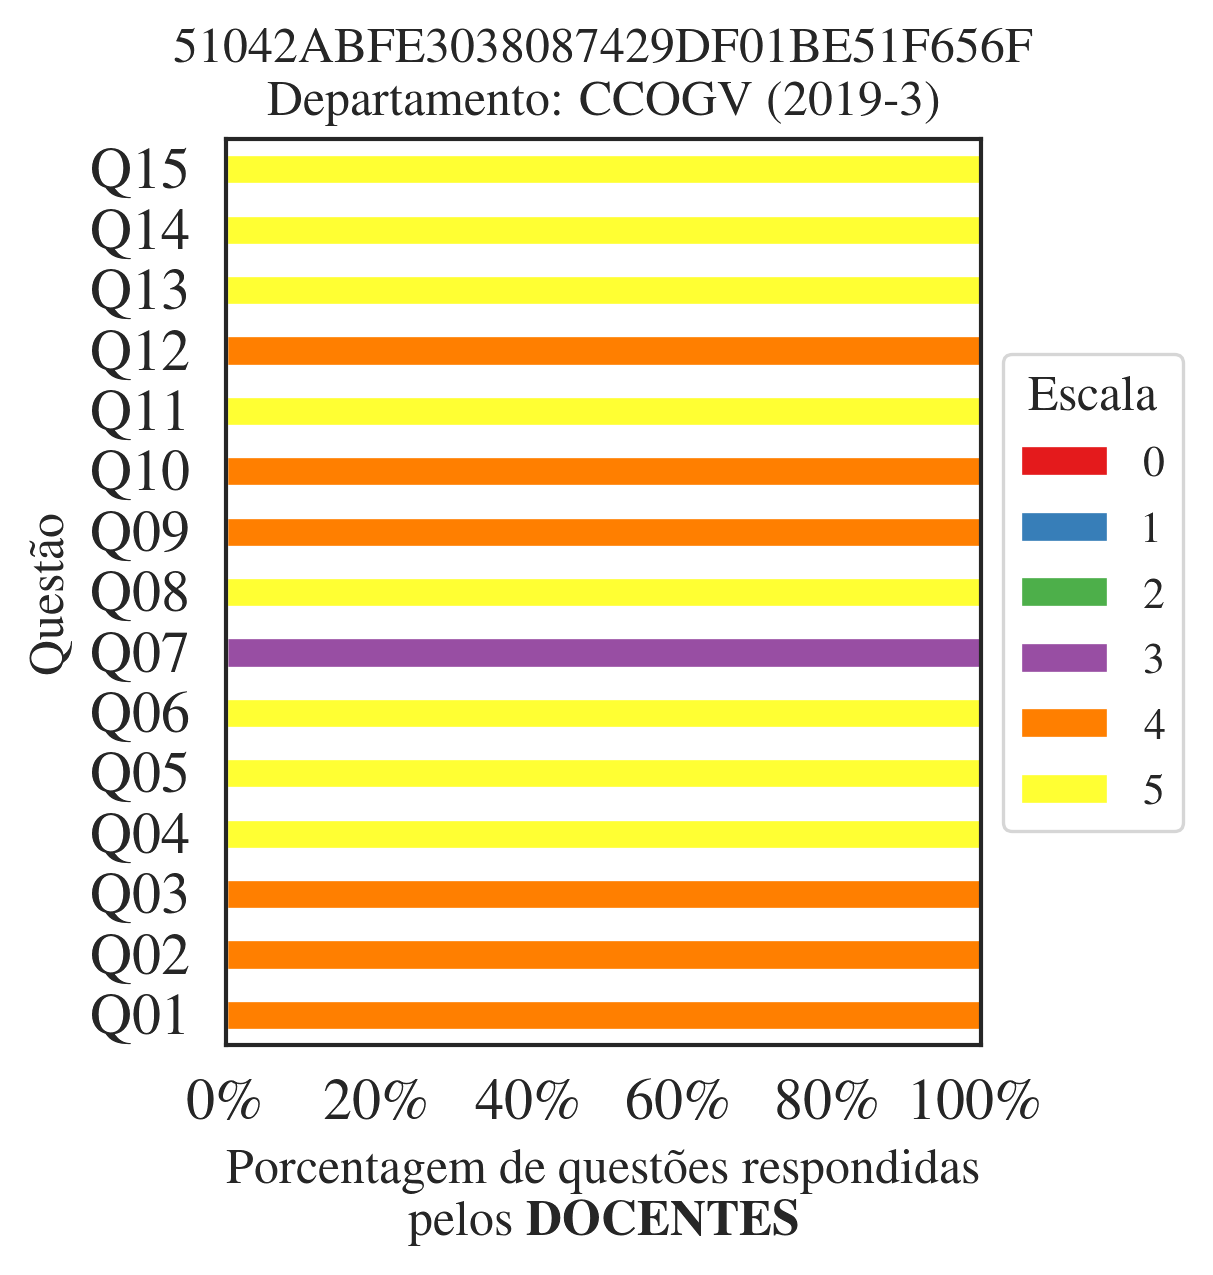 51042ABFE3038087429DF01BE51F656F
Departamento: CCOGV (2019-3)
Q15
Q14
Q13
Q12
Q11
Q10
Q09
Q08
Q07
Q06
Q05
Q04
Q03
Q02
Q01
Questão
0% 20% 40% 60% 80% 100%
Porcentagem de questões respondidas
pelos DOCENTES
Escala
0
1
2
3
4
5